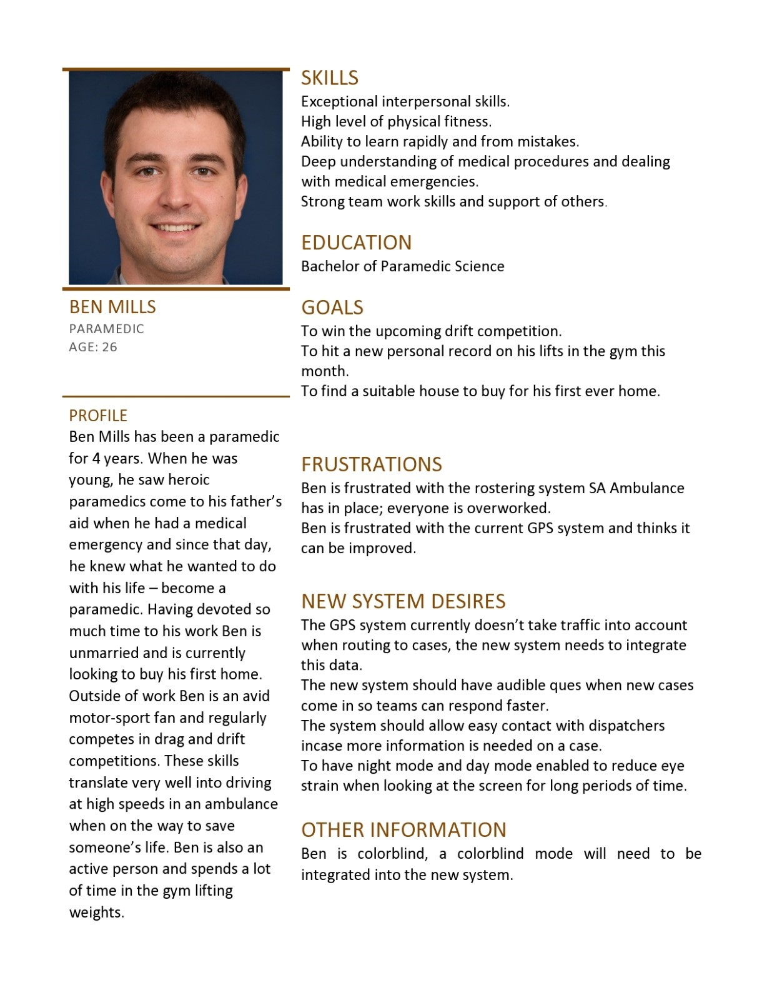 BEN MILLS
PARAMEDIC
AGE: 26
PROFILE
Ben Mills has been a paramedic
for 4 years. When he was
young, he saw heroic
paramedics come to his father’s
aid when he had a medical
emergency and since that day,
he knew what he wanted to do
with his life – become a
paramedic. Having devoted so
much time to his work Ben is
unmarried and is currently
looking to buy his first home.
Outside of work Ben is an avid
motor-sport fan and regularly
competes in drag and drift
competitions. These skills
translate very well into driving
at high speeds in an ambulance
when on the way to save
someone’s life. Ben is also an
active person and spends a lot
of time in the gym lifting
weights.
SKILLS
Exceptional interpersonal skills.
High level of physical fitness.
Ability to learn rapidly and from mistakes.
Deep understanding of medical procedures and dealing
with medical emergencies.
Strong team work skills and support of others.
EDUCATION
Bachelor of Paramedic Science
GOALS
To win the upcoming drift competition.
To hit a new personal record on his lifts in the gym this
month.
To find a suitable house to buy for his first ever home.
FRUSTRATIONS
Ben is frustrated with the rostering system SA Ambulance
has in place; everyone is overworked.
Ben is frustrated with the current GPS system and thinks it
can be improved.
NEW SYSTEM DESIRES
The GPS system currently doesn’t take traffic into account
when routing to cases, the new system needs to integrate
this data.
The new system should have audible ques when new cases
come in so teams can respond faster.
The system should allow easy contact with dispatchers
incase more information is needed on a case.
To have night mode and day mode enabled to reduce eye
strain when looking at the screen for long periods of time.
OTHER INFORMATION
Ben is colorblind, a colorblind mode will need to be
integrated into the new system.